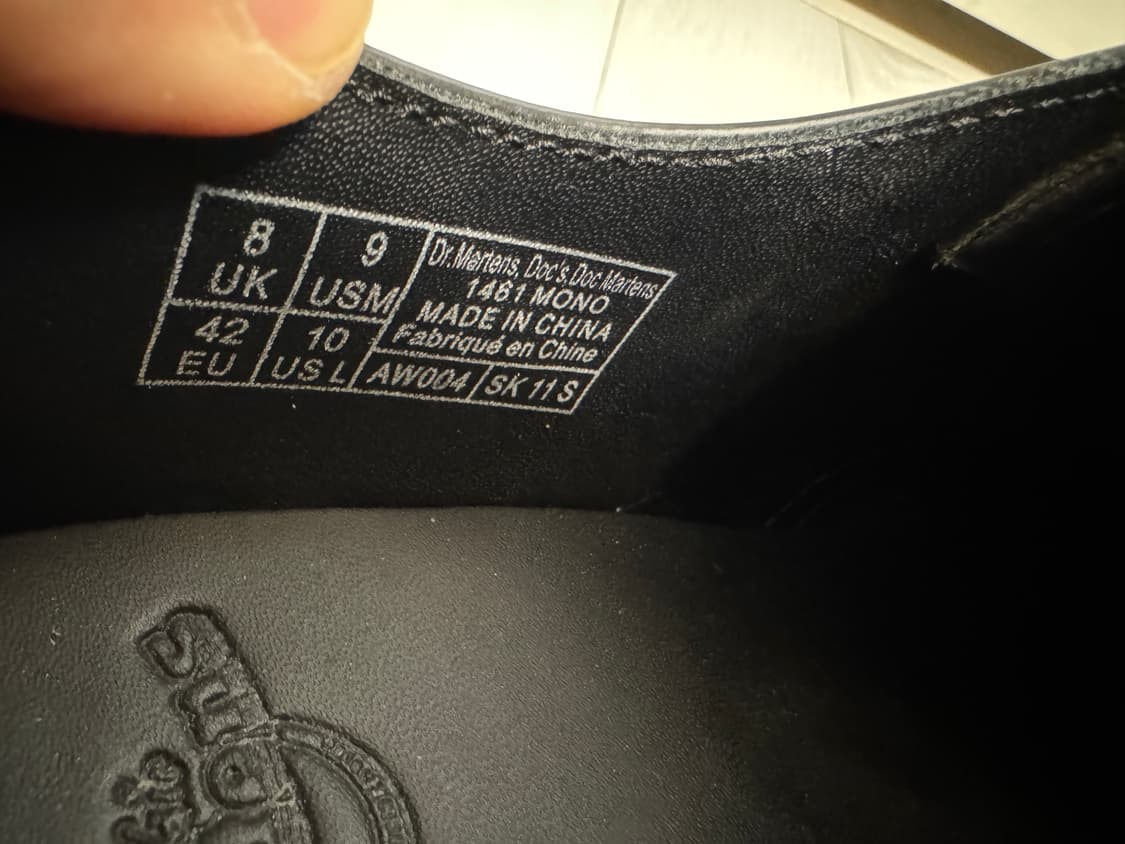 8
UK
9
USM
42
EU
10
US L
Dr.Martens, Doc's,Doc Martens
1461 MONO
MADE IN CHINA
Fabriqué en Chine
AW004
SK 11 S